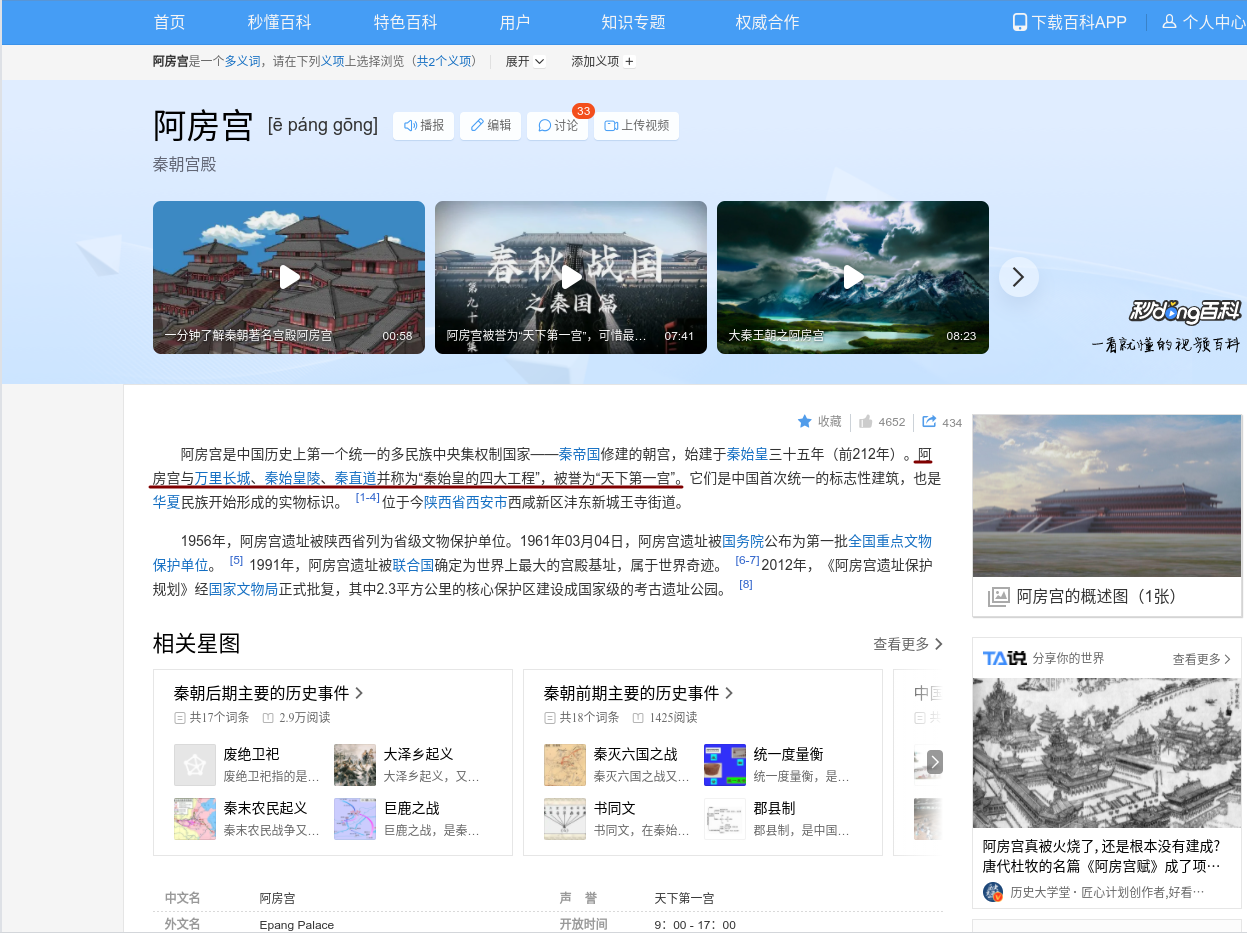 首页 秒懂百科 特色百科 用户 知识专题 权威合作 下载百科APP 个人中心
阿房宫是一个多义词，请在下列义项上选择浏览（共2个义项） 展开 添加义项 +
阿房宫 [ē páng gōng] 播报 编辑 讨论 33 上传视频
秦朝宫殿
春秋战国
之秦国篇
第九十
集
一分钟了解秦朝著名宫殿阿房宫 00:58
阿房宫被誉为“天下第一宫”，可惜最… 07:41
大秦王朝之阿房宫 08:23
秒dong百科
一看就懂的视频百科
收藏 4652 434
阿房宫是中国历史上第一个统一的多民族中央集权制国家——秦帝国修建的朝宫，始建于秦始皇三十五年（前212年）。阿
房宫与万里长城、秦始皇陵、秦直道并称为“秦始皇的四大工程”，被誉为“天下第一宫”。它们是中国首次统一的标志性建筑，也是
华夏民族开始形成的实物标识。 [1-4] 位于今陕西省西安市西咸新区沣东新城王寺街道。
1956年，阿房宫遗址被陕西省列为省级文物保护单位。1961年03月04日，阿房宫遗址被国务院公布为第一批全国重点文物
保护单位。 [5] 1991年，阿房宫遗址被联合国确定为世界上最大的宫殿基址，属于世界奇迹。 [6-7] 2012年，《阿房宫遗址保护
规划》经国家文物局正式批复，其中2.3平方公里的核心保护区建设成国家级的考古遗址公园。 [8]
相关星图 查看更多
秦朝后期主要的历史事件
共17个词条 2.9万阅读
废绝卫祀
废绝卫祀指的是…
大泽乡起义
大泽乡起义，又…
秦末农民起义
秦末农民战争又…
巨鹿之战
巨鹿之战，是秦…
秦朝前期主要的历史事件
共18个词条 1425阅读
秦灭六国之战
秦灭六国之战又…
统一度量衡
统一度量衡，是…
书同文
书同文，在秦始…
郡县制
郡县制，是中国…
中国
共
中文名 阿房宫 声 誉 天下第一宫
外文名 Epang Palace 开放时间 9：00 - 17：00
阿房宫的概述图（1张）
TA说 分享你的世界 查看更多
阿房宫真被火烧了, 还是根本没有建成?
唐代杜牧的名篇《阿房宫赋》成了项…
历史大学堂 · 匠心计划创作者,好看…